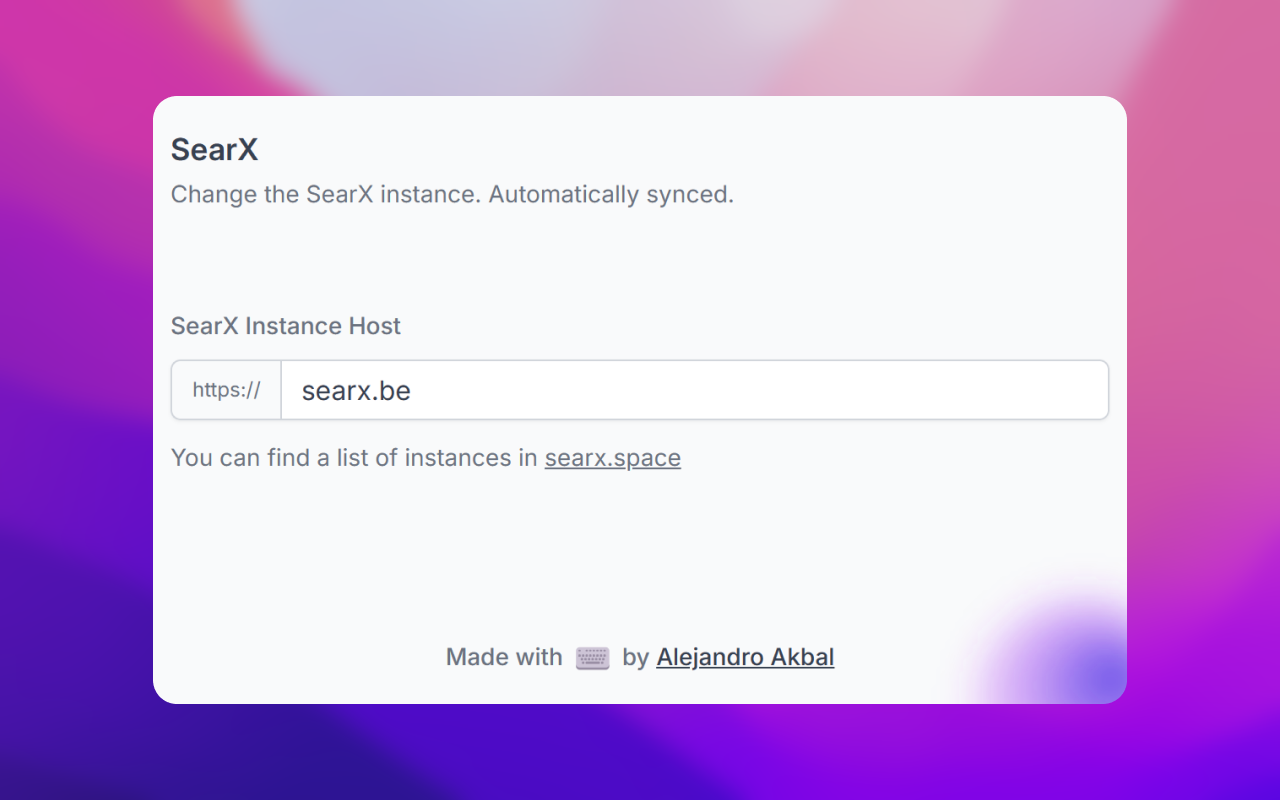 SearX
Change the SearX instance. Automatically synced.
SearX Instance Host
https:// searx.be
You can find a list of instances in searx.space
Made with ⌨️ by Alejandro Akbal